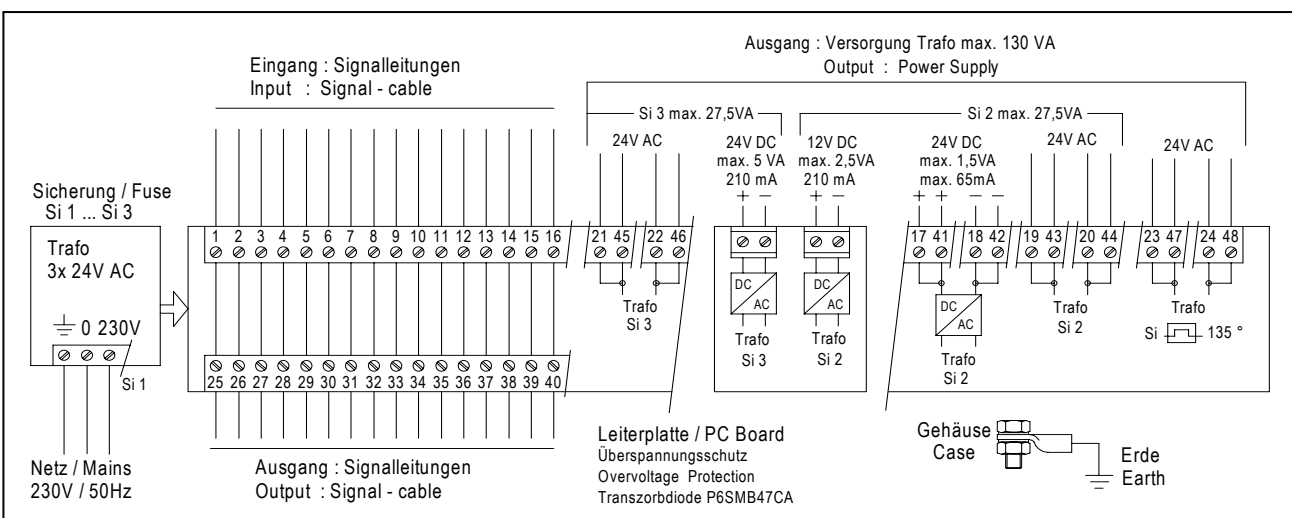 Ausgang : Versorgung Trafo max. 130 VA
Output : Power Supply
Eingang : Signalleitungen
Input : Signal - cable
Si 3 max. 27,5VA
Si 2 max. 27,5VA
24V AC
24V DC
max. 5 VA
210 mA
12V DC
max. 2,5VA
210 mA
24V DC
max. 1,5VA
max. 65mA
24V AC
24V AC
+ − + − + + − −
Sicherung / Fuse
Si 1 ... Si 3
Trafo
3x 24V AC
0 230V
Si 1
Netz / Mains
230V / 50Hz
1 2 3 4 5 6 7 8 9 10 11 12 13 14 15 16 21 45 22 46
17 41 18 42 19 43 20 44 23 47 24 48
Trafo
Si 3
DC
AC
Trafo
Si 3
DC
AC
Trafo
Si 2
DC
AC
Trafo
Si 2
Trafo
Si 2
Trafo
Si 135 °
25 26 27 28 29 30 31 32 33 34 35 36 37 38 39 40
Ausgang : Signalleitungen
Output : Signal - cable
Leiterplatte / PC Board
Überspannungsschutz
Overvoltage Protection
Transzorbdiode P6SMB47CA
Gehäuse
Case
Erde
Earth